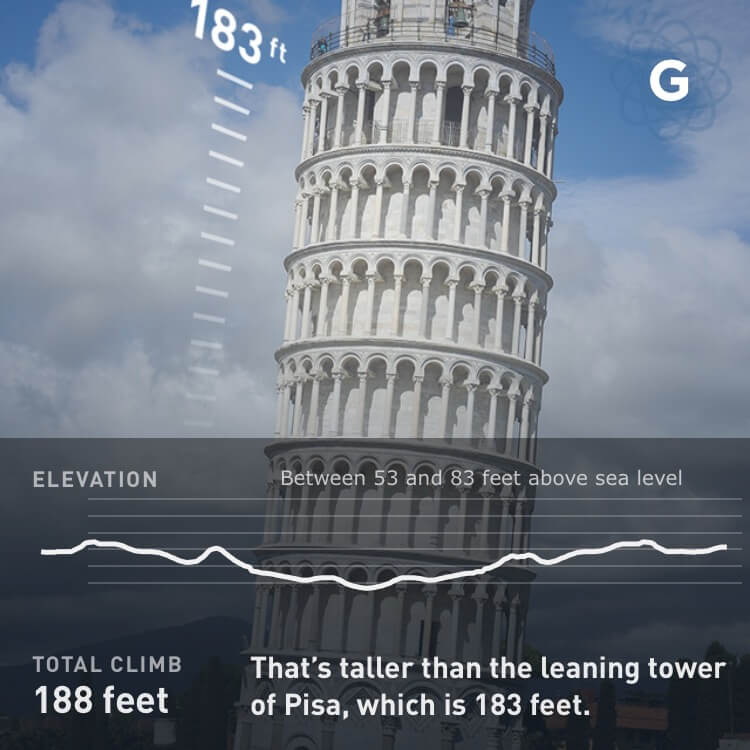 183 ft
G
ELEVATION
Between 53 and 83 feet above sea level
TOTAL CLIMB
188 feet
That's taller than the leaning tower
of Pisa, which is 183 feet.